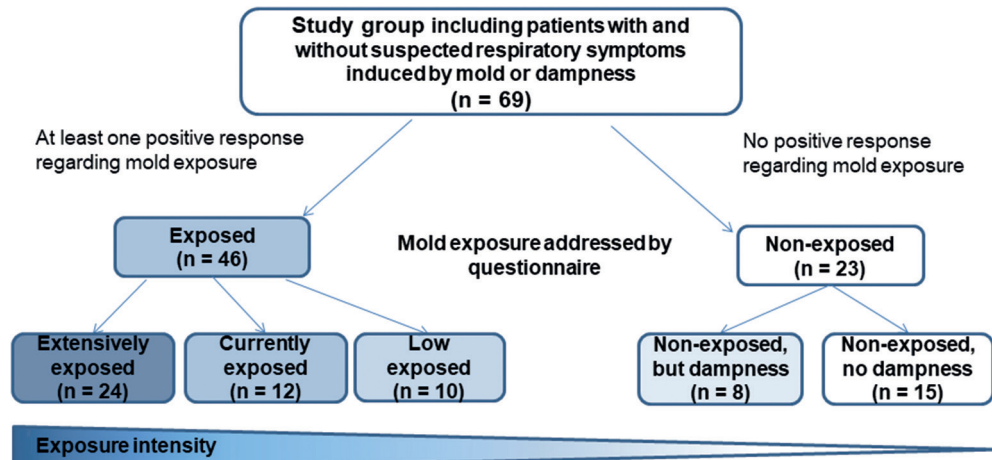 Study group including patients with and
without suspected respiratory symptoms
induced by mold or dampness
(n = 69)
At least one positive response
regarding mold exposure
No positive response
regarding mold exposure
Exposed
(n = 46)
Mold exposure addressed by
questionnaire
Non-exposed
(n = 23)
Extensively
exposed
(n = 24)
Currently
exposed
(n = 12)
Low
exposed
(n = 10)
Non-exposed,
but dampness
(n = 8)
Non-exposed,
no dampness
(n = 15)
Exposure intensity